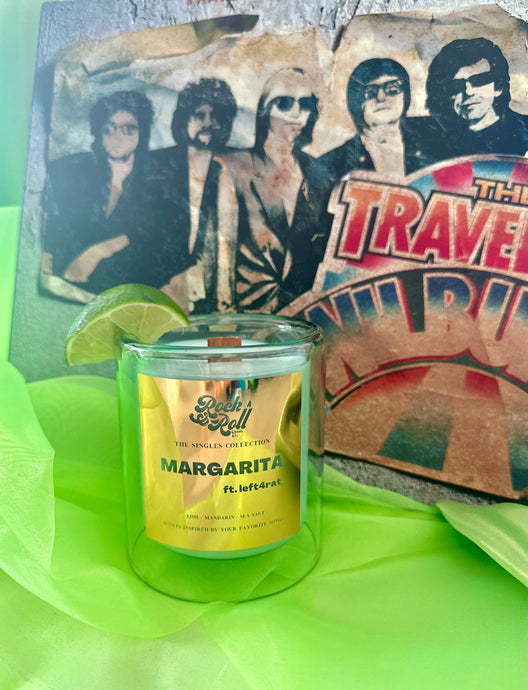 THE
TRAVE
Rock &
Roll
THE SINGLES COLLECTION
MARGARITA
ft. left4rat
LIME · MANDARIN · SEA SALT
SCENTS INSPIRED BY YOUR FAVORITE SONGS